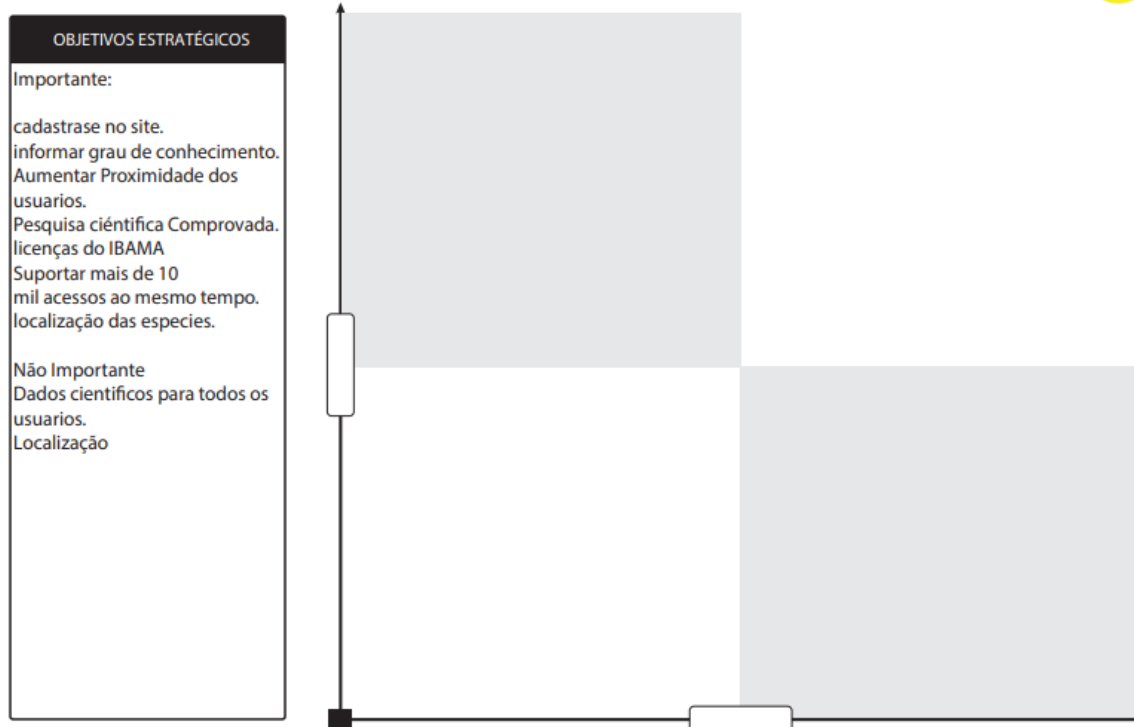 OBJETIVOS ESTRATÉGICOS
Importante:
cadastrase no site.
informar grau de conhecimento.
Aumentar Proximidade dos
usuarios.
Pesquisa ciéntifica Comprovada.
licenças do IBAMA
Suportar mais de 10
mil acessos ao mesmo tempo.
localização das especies.
Não Importante
Dados cientificos para todos os
usuarios.
Localização